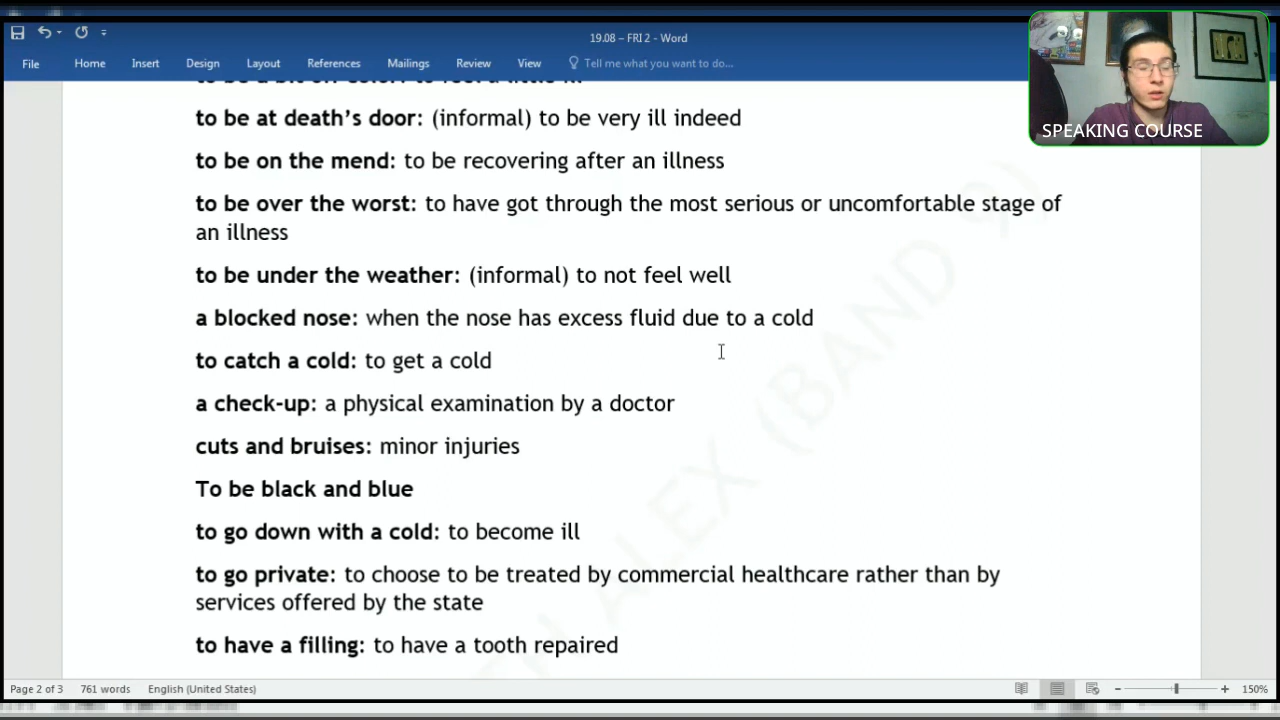 19.08 – FRI 2 - Word
File Home Insert Design Layout References Mailings Review View Tell me what you want to do...
SPEAKING COURSE
to be at death's door: (informal) to be very ill indeed
to be on the mend: to be recovering after an illness
to be over the worst: to have got through the most serious or uncomfortable stage of
an illness
to be under the weather: (informal) to not feel well
a blocked nose: when the nose has excess fluid due to a cold
to catch a cold: to get a cold
a check-up: a physical examination by a doctor
cuts and bruises: minor injuries
To be black and blue
to go down with a cold: to become ill
to go private: to choose to be treated by commercial healthcare rather than by
services offered by the state
to have a filling: to have a tooth repaired
ALEX (BAND 9)
Page 2 of 3 761 words English (United States) 150%